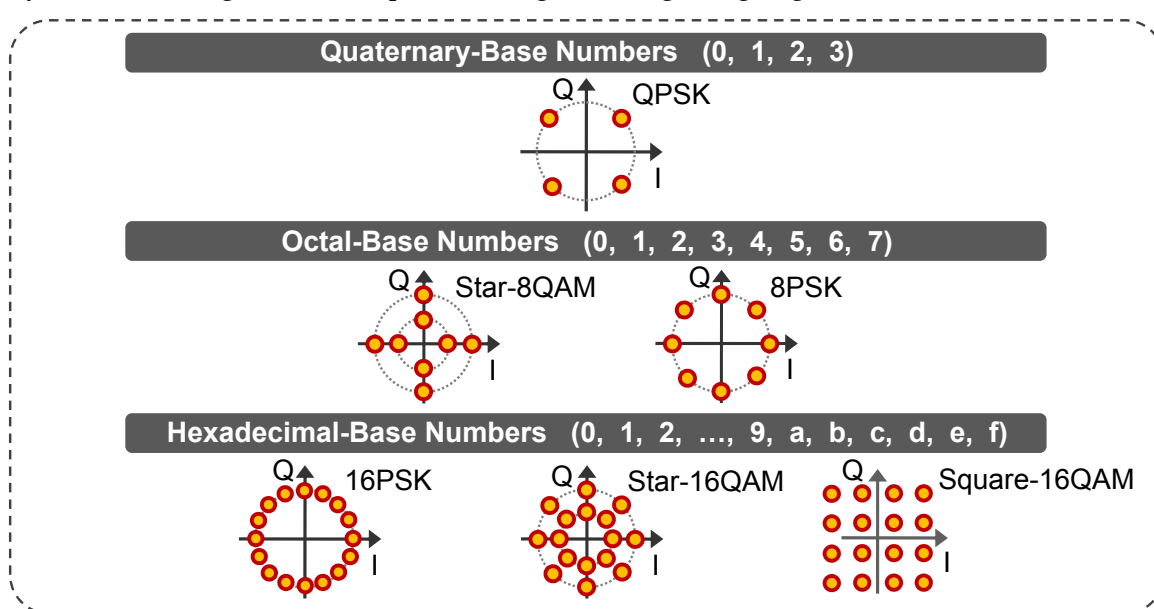 Quaternary-Base Numbers (0, 1, 2, 3)
Q QPSK
I
Octal-Base Numbers (0, 1, 2, 3, 4, 5, 6, 7)
Q Star-8QAM Q 8PSK
I I
Hexadecimal-Base Numbers (0, 1, 2, …, 9, a, b, c, d, e, f)
Q 16PSK Q Star-16QAM Q Square-16QAM
I I I